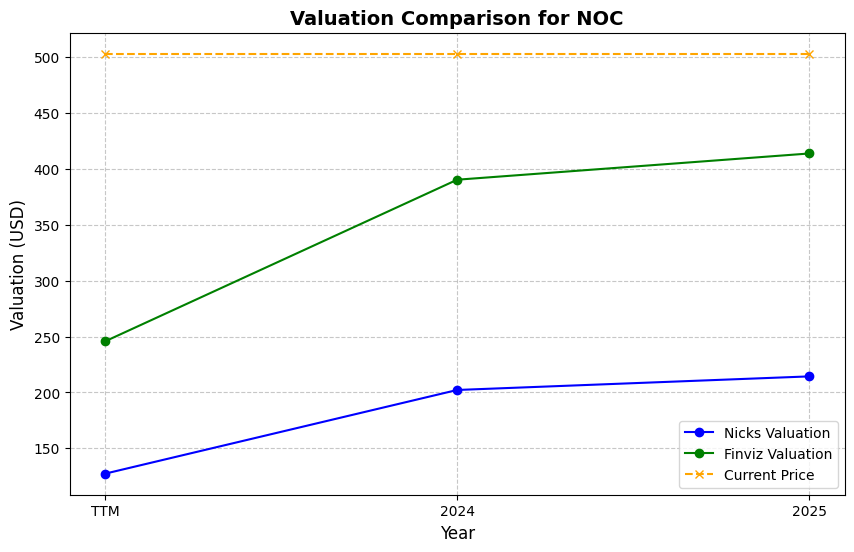 Valuation Comparison for NOC
Valuation (USD)
500
450
400
350
300
250
200
150
TTM
2024
2025
Year
Nicks Valuation
Finviz Valuation
Current Price